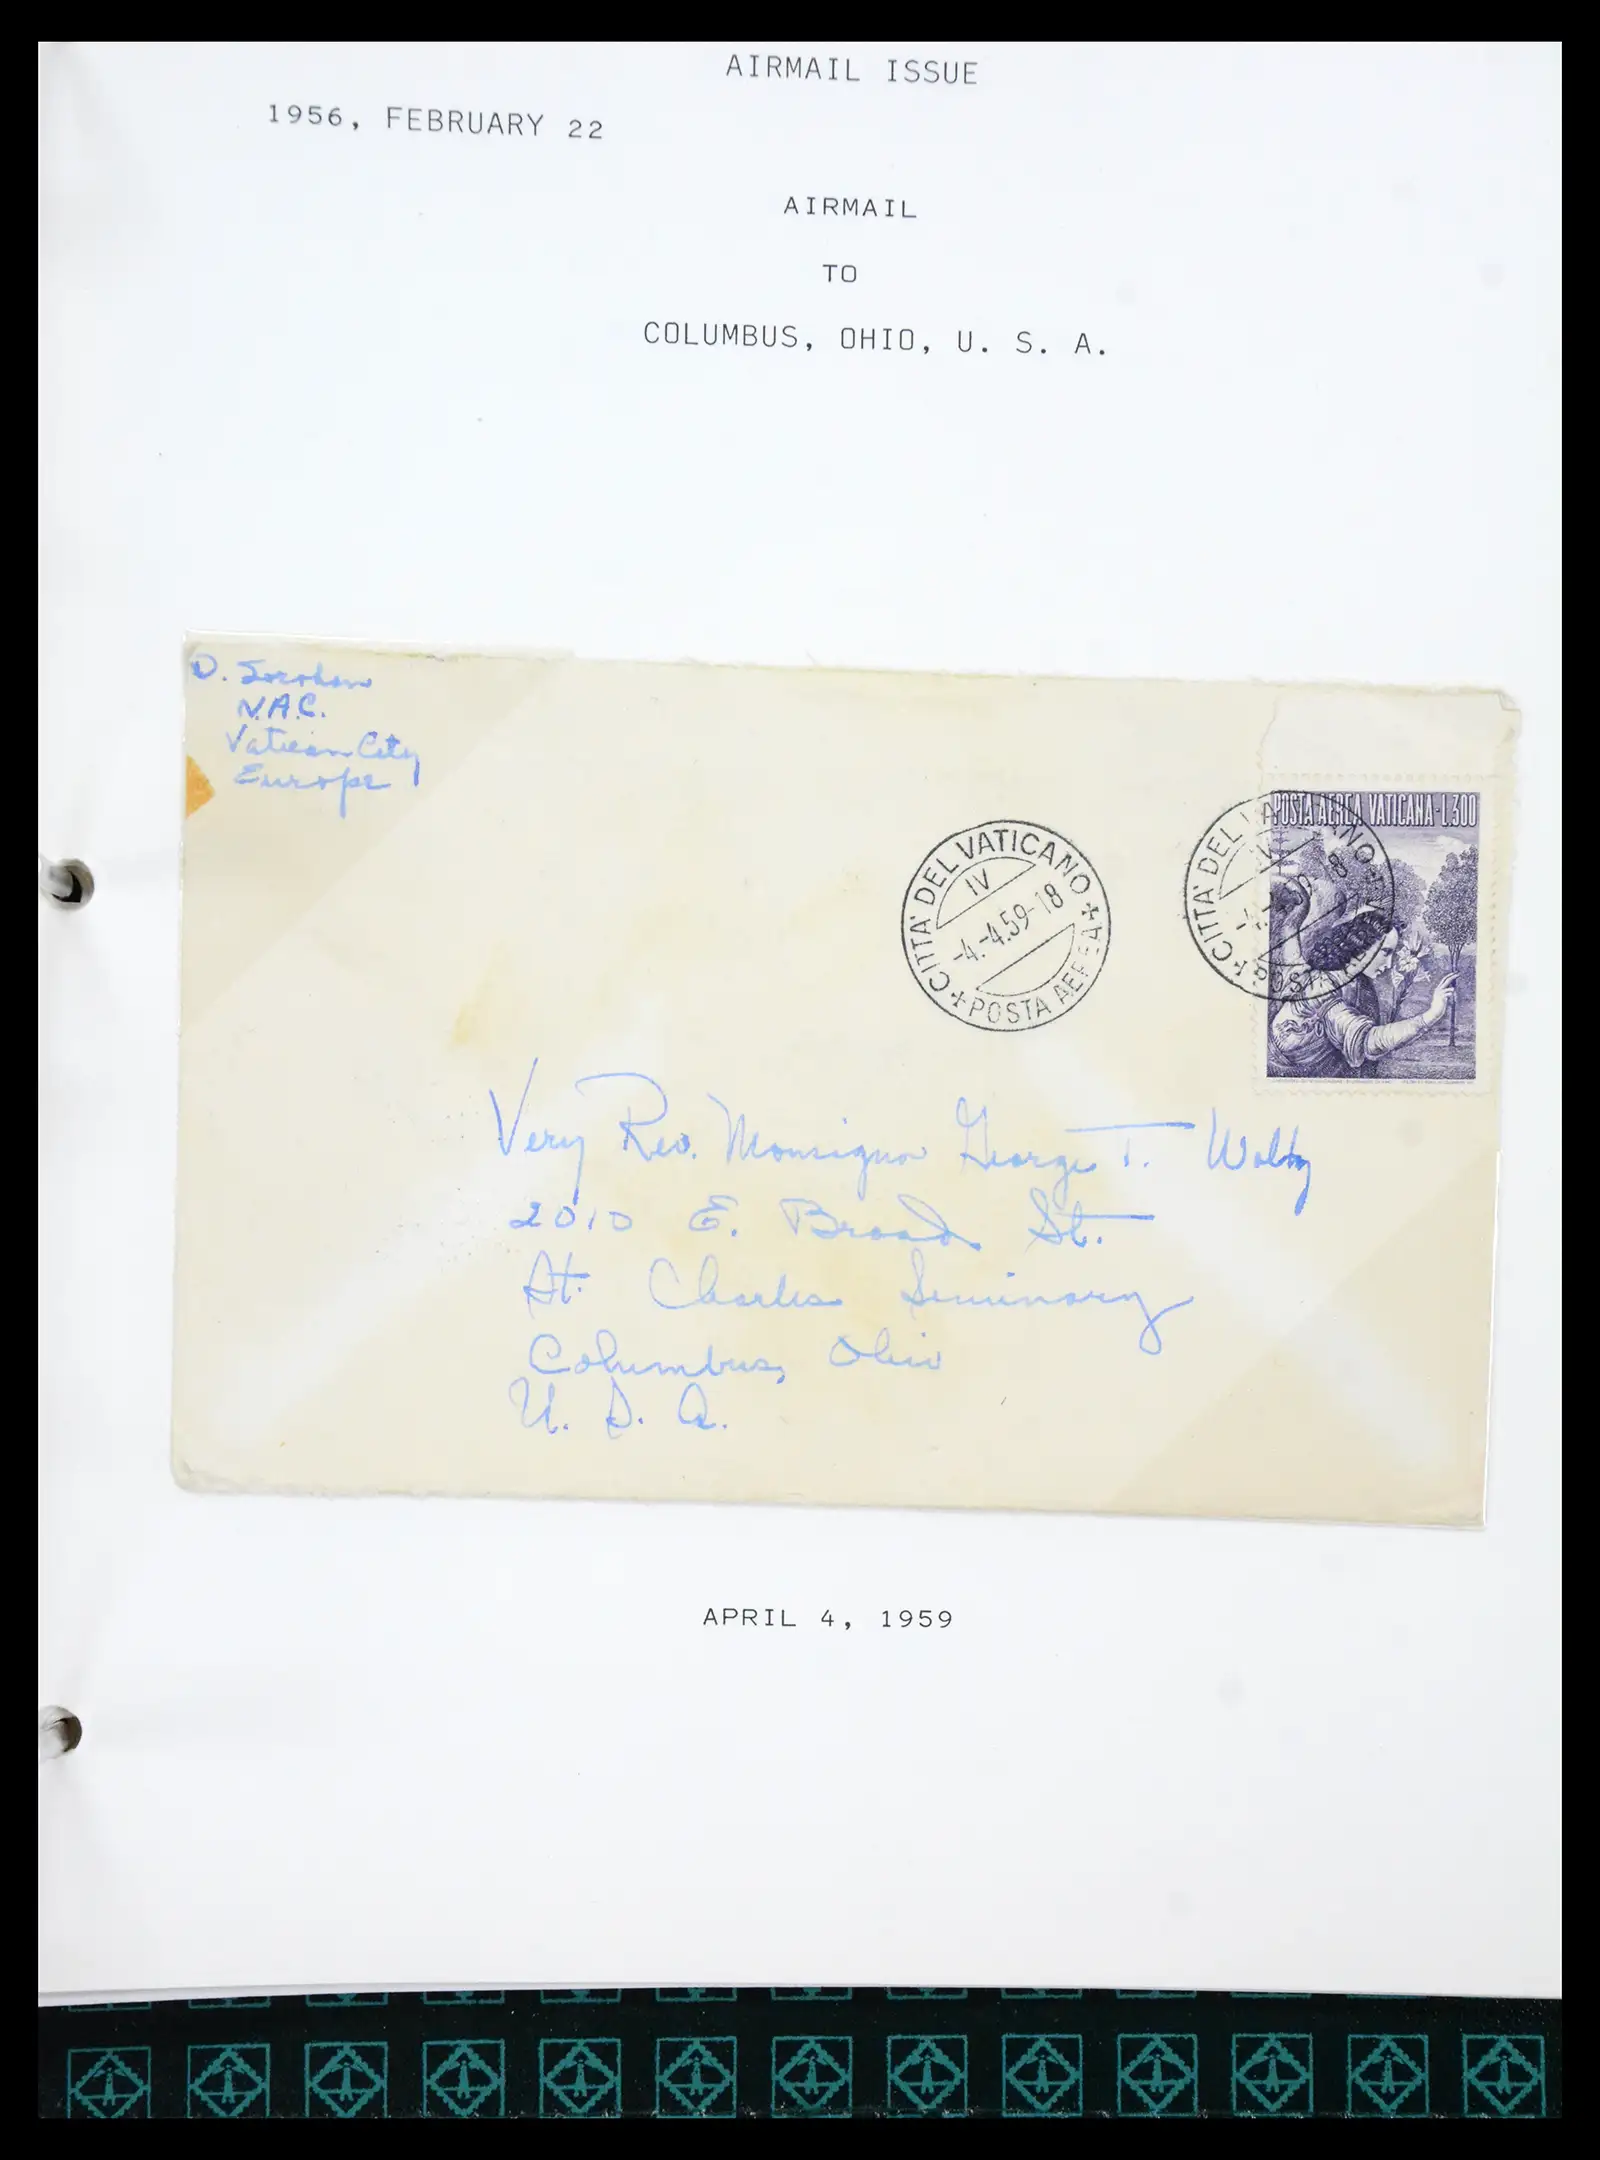 AIRMAIL ISSUE
1956, FEBRUARY 22
AIRMAIL
TO
COLUMBUS, OHIO, U. S. A.
D. Sorohan
N.A.C.
Vatican City
Europe
CITTA' DEL VATICANO
IV
-4.-4.59-18
POSTA AEREA
POSTA AEREA VATICANA-L.300
Very Rev. Monsignor George T. Woltz
2010 E. Broad St.
St. Charles Seminary
Columbus, Ohio
U. S. A.
APRIL 4, 1959